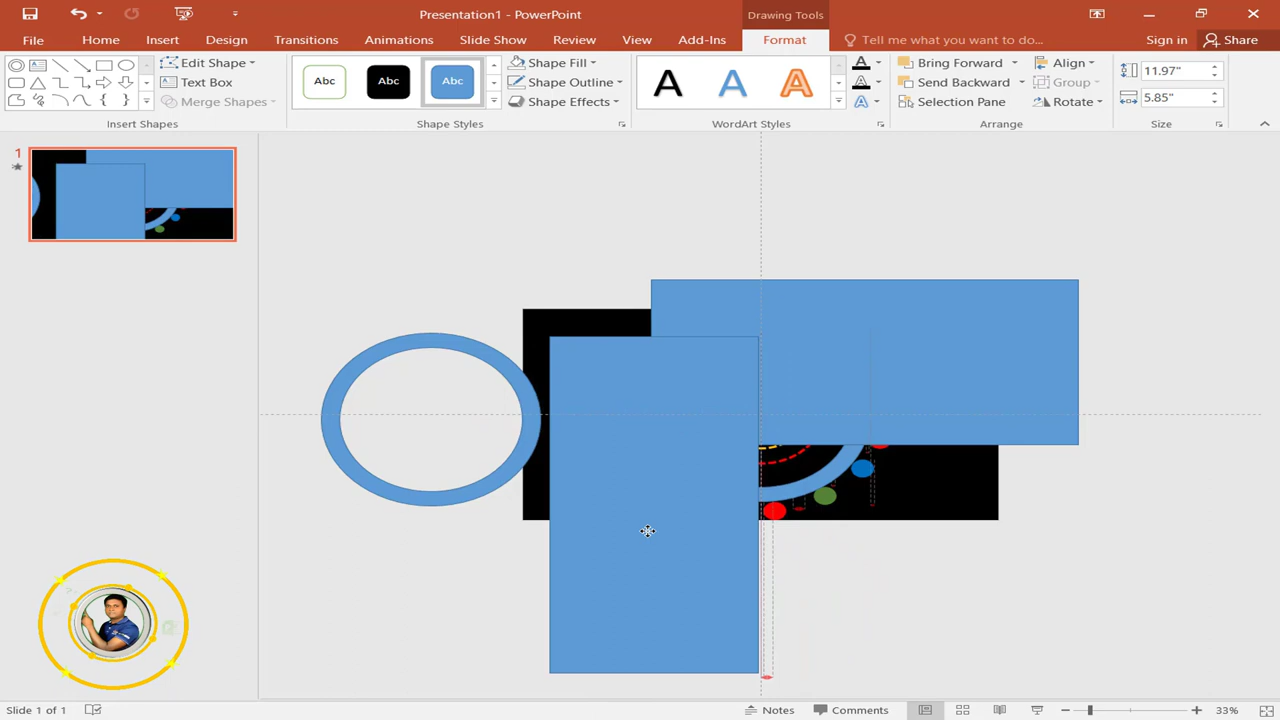 Presentation1 - PowerPoint
Drawing Tools
File
Home
Insert
Design
Transitions
Animations
Slide Show
Review
View
Add-Ins
Format
Tell me what you want to do...
Sign in
Share
Edit Shape
Text Box
Merge Shapes
Insert Shapes
Abc
Abc
Abc
Shape Fill
Shape Outline
Shape Effects
Shape Styles
A
A
A
WordArt Styles
A
A
A
Bring Forward
Send Backward
Selection Pane
Align
Group
Rotate
Arrange
11.97"
5.85"
Size
1
Slide 1 of 1
Notes
Comments
33%